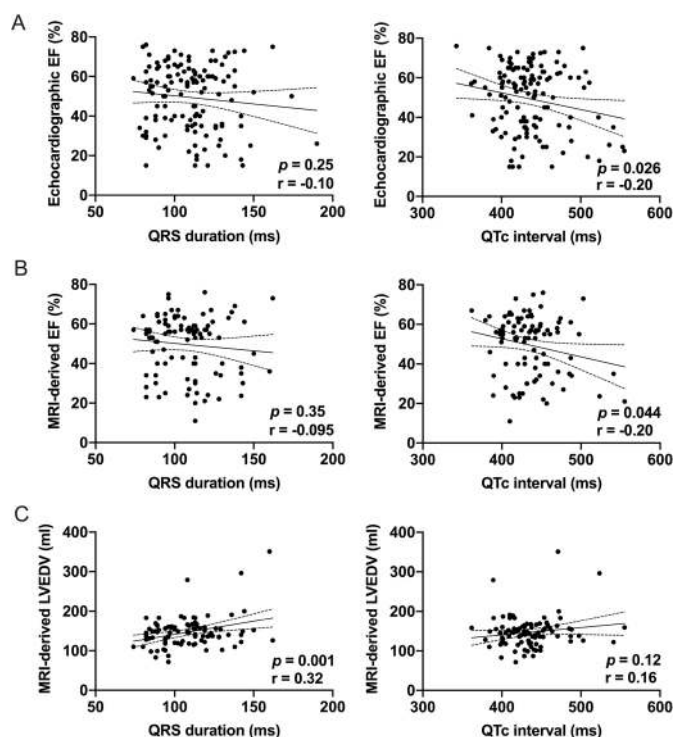 A
Echocardiographic EF (%)
80
60
40
20
0
p = 0.25
r = -0.10
50 100 150 200
QRS duration (ms)
Echocardiographic EF (%)
80
60
40
20
0
p = 0.026
r = -0.20
300 400 500 600
QTc interval (ms)
B
MRI-derived EF (%)
80
60
40
20
0
p = 0.35
r = -0.095
50 100 150 200
QRS duration (ms)
MRI-derived EF (%)
80
60
40
20
0
p = 0.044
r = -0.20
300 400 500 600
QTc interval (ms)
C
MRI-derived LVEDV (ml)
400
300
200
100
0
p = 0.001
r = 0.32
50 100 150 200
QRS duration (ms)
MRI-derived LVEDV (ml)
400
300
200
100
0
p = 0.12
r = 0.16
300 400 500 600
QTc interval (ms)